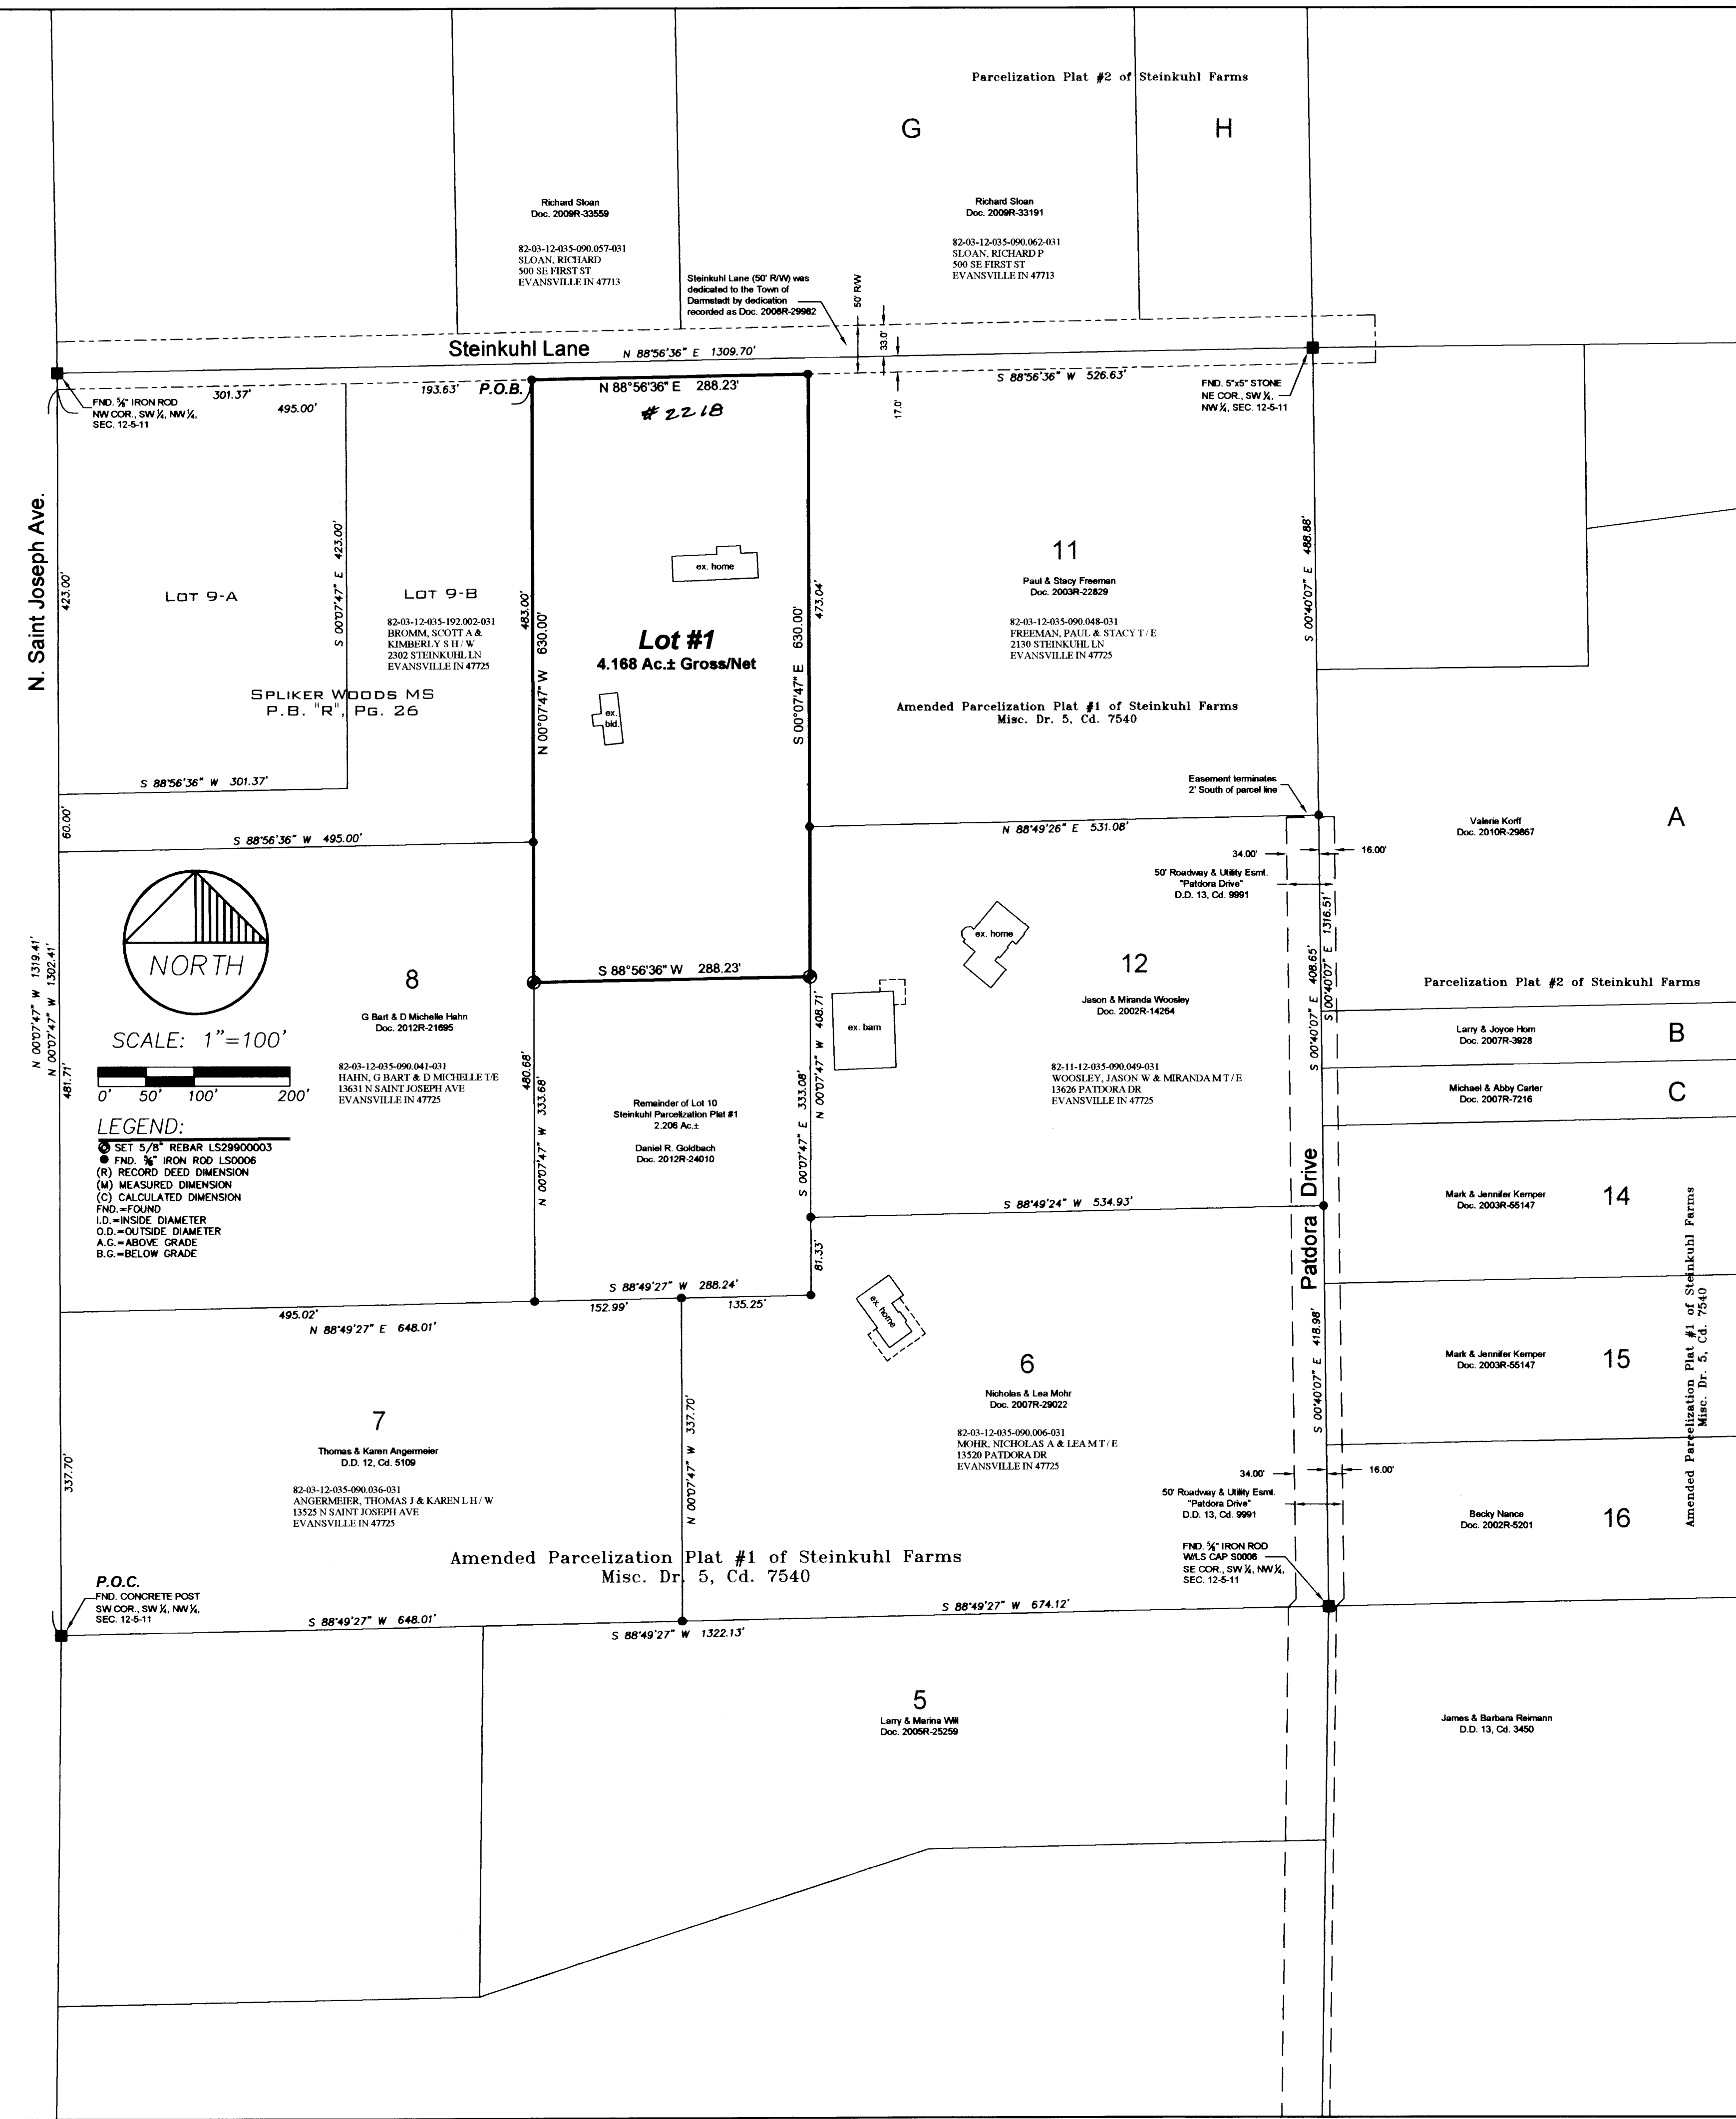 Parcelization Plat #2 of Steinkuhl Farms
G
H
Richard Sloan
Doc. 2009R-33559
82-03-12-035-090.057-031
SLOAN, RICHARD
500 SE FIRST ST
EVANSVILLE IN 47713
Richard Sloan
Doc. 2009R-33191
82-03-12-035-090.062-031
SLOAN, RICHARD P
500 SE FIRST ST
EVANSVILLE IN 47713
Steinkuhl Lane (50' R/W) was
dedicated to the Town of
Darmstadt by dedication
recorded as Doc. 2008R-29982
50' R/W
33.0'
17.0'
Steinkuhl Lane
N 88°56'36" E 1309.70'
FND. ⅝" IRON ROD
NW COR., SW ¼, NW ¼,
SEC. 12-5-11
301.37'
495.00'
193.63'
P.O.B.
N 88°56'36" E 288.23'
# 2218
S 88°56'36" W 526.63'
FND. 5"x5" STONE
NE COR., SW ¼,
NW ¼, SEC. 12-5-11
N. Saint Joseph Ave.
423.00'
LOT 9-A
S 00°07'47" E 423.00'
LOT 9-B
82-03-12-035-192.002-031
BROMM, SCOTT A &
KIMBERLY S H / W
2302 STEINKUHL LN
EVANSVILLE IN 47725
SPLIKER WOODS MS
P.B. "R", PG. 26
483.00'
N 00°07'47" W 630.00'
ex. home
Lot #1
4.168 Ac.± Gross/Net
ex.
bld.
S 00°07'47" E 630.00'
473.04'
11
Paul & Stacy Freeman
Doc. 2003R-22829
82-03-12-035-090.048-031
FREEMAN, PAUL & STACY T / E
2130 STEINKUHL LN
EVANSVILLE IN 47725
Amended Parcelization Plat #1 of Steinkuhl Farms
Misc. Dr. 5, Cd. 7540
S 00°40'07" E 488.88'
S 88°56'36" W 301.37'
60.00'
S 88°56'36" W 495.00'
Easement terminates
2' South of parcel line
N 88°49'26" E 531.08'
Valerie Korff
Doc. 2010R-29867
A
34.00'
16.00'
50' Roadway & Utility Esmt.
"Patdora Drive"
D.D. 13, Cd. 9991
NORTH
SCALE: 1"=100'
0' 50' 100' 200'
N 00°07'47" W 1319.41'
N 00°07'47" W 1302.41'
481.71'
LEGEND:
SET 5/8" REBAR LS29900003
FND. ⅝" IRON ROD LS0006
(R) RECORD DEED DIMENSION
(M) MEASURED DIMENSION
(C) CALCULATED DIMENSION
FND.=FOUND
I.D.=INSIDE DIAMETER
O.D.=OUTSIDE DIAMETER
A.G.=ABOVE GRADE
B.G.=BELOW GRADE
8
G Bart & D Michelle Hahn
Doc. 2012R-21695
82-03-12-035-090.041-031
HAHN, G BART & D MICHELLE T/E
13631 N SAINT JOSEPH AVE
EVANSVILLE IN 47725
S 88°56'36" W 288.23'
480.68'
N 00°07'47" W 333.68'
Remainder of Lot 10
Steinkuhl Parcelization Plat #1
2.206 Ac.±
Daniel R. Goldbach
Doc. 2012R-24010
S 00°07'47" E 333.08'
N 00°07'47" W 408.71'
ex. barn
ex. home
12
Jason & Miranda Woosley
Doc. 2002R-14264
82-11-12-035-090.049-031
WOOSLEY, JASON W & MIRANDA M T / E
13626 PATDORA DR
EVANSVILLE IN 47725
S 00°40'07" E 408.65'
S 00°40'07" E 1316.51'
Parcelization Plat #2 of Steinkuhl Farms
Larry & Joyce Horn
Doc. 2007R-3928
B
Michael & Abby Carter
Doc. 2007R-7216
C
Patdora Drive
S 88°49'24" W 534.93'
Mark & Jennifer Kemper
Doc. 2003R-55147
14
81.33'
S 88°49'27" W 288.24'
152.99'
135.25'
495.02'
N 88°49'27" E 648.01'
ex. home
6
Nicholas & Lea Mohr
Doc. 2007R-29022
82-03-12-035-090.006-031
MOHR, NICHOLAS A & LEA M T / E
13520 PATDORA DR
EVANSVILLE IN 47725
S 00°40'07" E 418.98'
Mark & Jennifer Kemper
Doc. 2003R-55147
15
Amended Parcelization Plat #1 of Steinkuhl Farms
Misc. Dr. 5, Cd. 7540
7
Thomas & Karen Angermeier
D.D. 12, Cd. 5109
82-03-12-035-090.036-031
ANGERMEIER, THOMAS J & KAREN L H / W
13525 N SAINT JOSEPH AVE
EVANSVILLE IN 47725
337.70'
N 00°07'47" W 337.70'
34.00'
16.00'
50' Roadway & Utility Esmt.
"Patdora Drive"
D.D. 13, Cd. 9991
Becky Nance
Doc. 2002R-5201
16
Amended Parcelization Plat #1 of Steinkuhl Farms
Misc. Dr. 5, Cd. 7540
FND. ⅝" IRON ROD
W/LS CAP S0006
SE COR., SW ¼, NW ¼,
SEC. 12-5-11
P.O.C.
FND. CONCRETE POST
SW COR., SW ¼, NW ¼,
SEC. 12-5-11
S 88°49'27" W 648.01'
S 88°49'27" W 674.12'
S 88°49'27" W 1322.13'
5
Larry & Marina Will
Doc. 2005R-25259
James & Barbara Reimann
D.D. 13, Cd. 3450